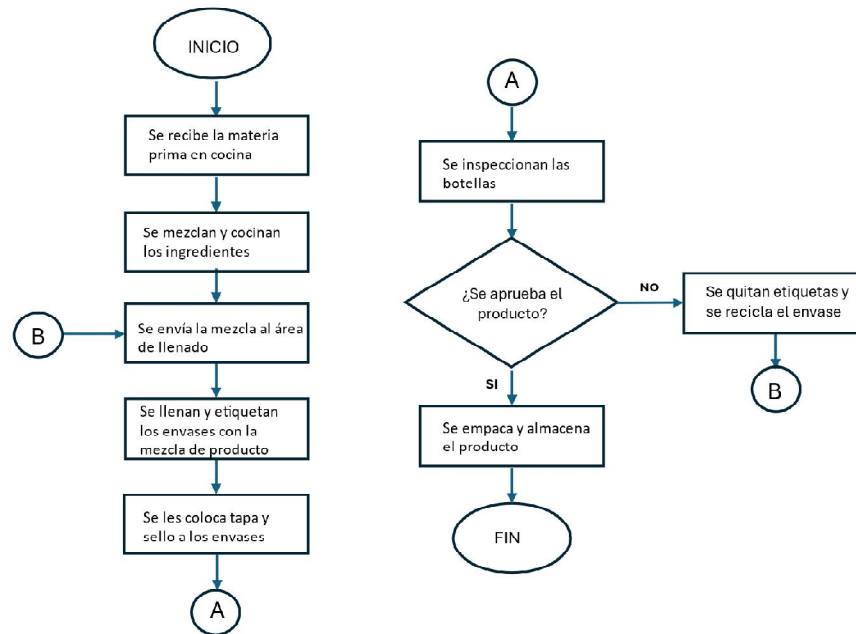 INICIO
Se recibe la materia
prima en cocina
Se mezclan y cocinan
los ingredientes
B
Se envía la mezcla al área
de llenado
Se llenan y etiquetan
los envases con la
mezcla de producto
Se les coloca tapa y
sello a los envases
A
A
Se inspeccionan las
botellas
¿Se aprueba el
producto?
NO
Se quitan etiquetas y
se recicla el envase
B
SI
Se empaca y almacena
el producto
FIN